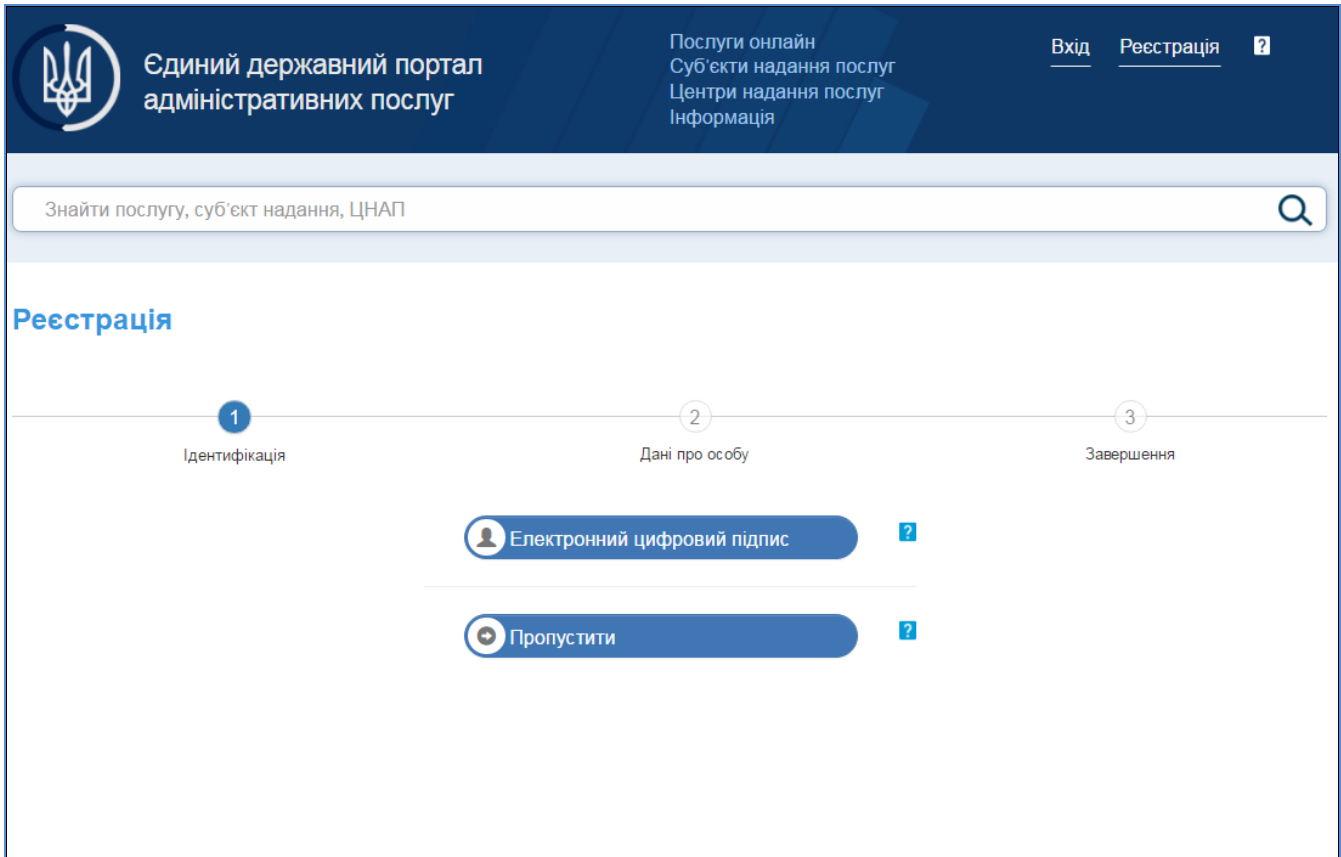 Єдиний державний портал
адміністративних послуг
Послуги онлайн
Суб'єкти надання послуг
Центри надання послуг
Інформація
Вхід Реєстрація ?
Знайти послугу, суб'єкт надання, ЦНАП
Реєстрація
1 2 3
Ідентифікація Дані про особу Завершення
Електронний цифровий підпис ?
Пропустити ?